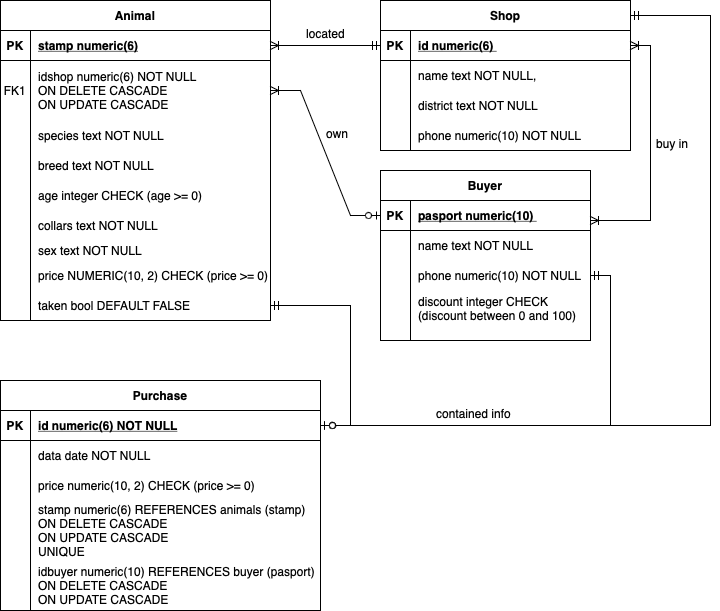 Animal
PK stamp numeric(6)
FK1
idshop numeric(6) NOT NULL
ON DELETE CASCADE
ON UPDATE CASCADE
species text NOT NULL
breed text NOT NULL
age integer CHECK (age >= 0)
collars text NOT NULL
sex text NOT NULL
price NUMERIC(10, 2) CHECK (price >= 0)
taken bool DEFAULT FALSE
located
own
Shop
PK id numeric(6)
name text NOT NULL,
district text NOT NULL
phone numeric(10) NOT NULL
buy in
Buyer
PK pasport numeric(10)
name text NOT NULL
phone numeric(10) NOT NULL
discount integer CHECK
(discount between 0 and 100)
Purchase
PK id numeric(6) NOT NULL
data date NOT NULL
price numeric(10, 2) CHECK (price >= 0)
stamp numeric(6) REFERENCES animals (stamp)
ON DELETE CASCADE
ON UPDATE CASCADE
UNIQUE
idbuyer numeric(10) REFERENCES buyer (pasport)
ON DELETE CASCADE
ON UPDATE CASCADE
contained info